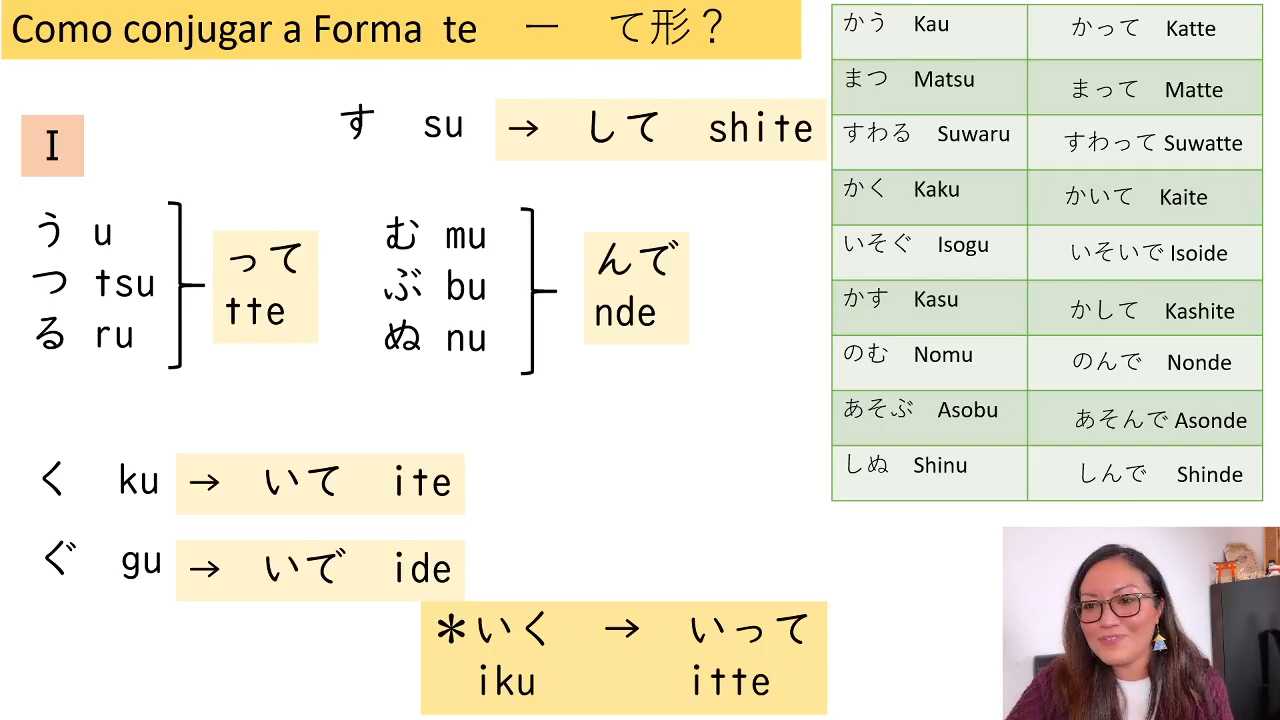 Como conjugar a Forma te ー て形？
I
す su → して shite
う u
つ tsu
る ru
って
tte
む mu
ぶ bu
ぬ nu
んで
nde
く ku → いて ite
ぐ gu → いで ide
＊いく → いって
iku itte
かう Kau かって Katte
まつ Matsu まって Matte
すわる Suwaru すわって Suwatte
かく Kaku かいて Kaite
いそぐ Isogu いそいで Isoide
かす Kasu かして Kashite
のむ Nomu のんで Nonde
あそぶ Asobu あそんで Asonde
しぬ Shinu しんで Shinde